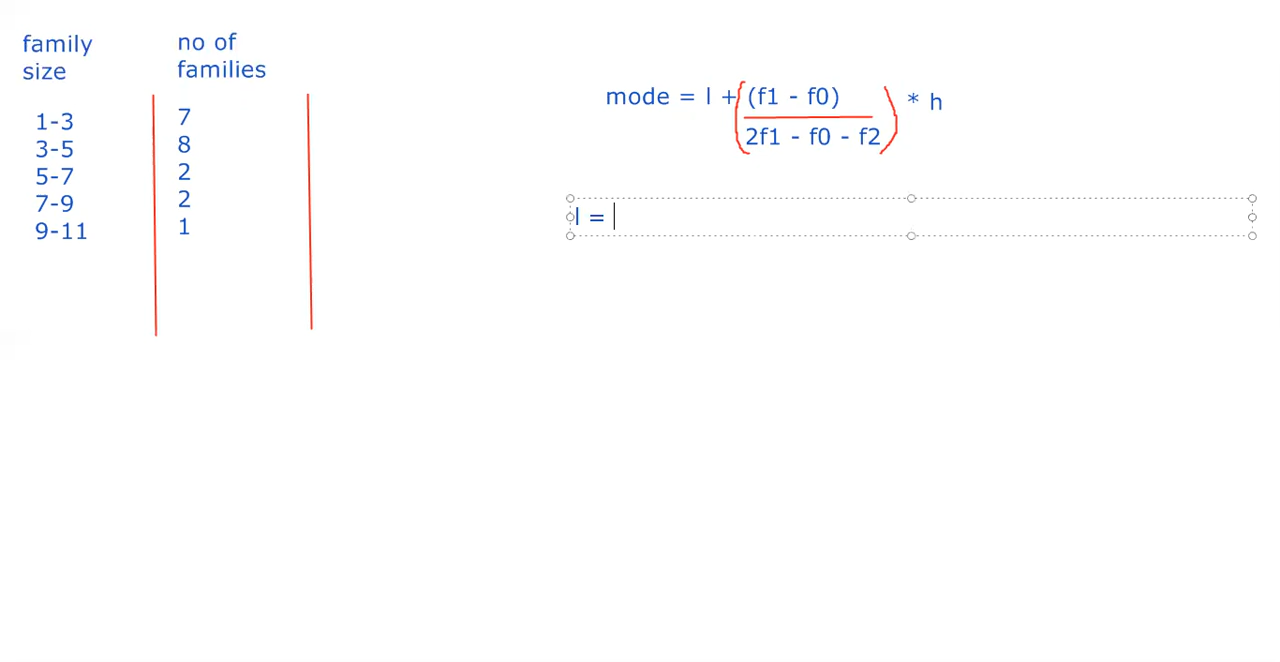 family no of
size families
1-3 7
3-5 8
5-7 2
7-9 2
9-11 1
mode = l + (f1 - f0) * h
2f1 - f0 - f2
l =